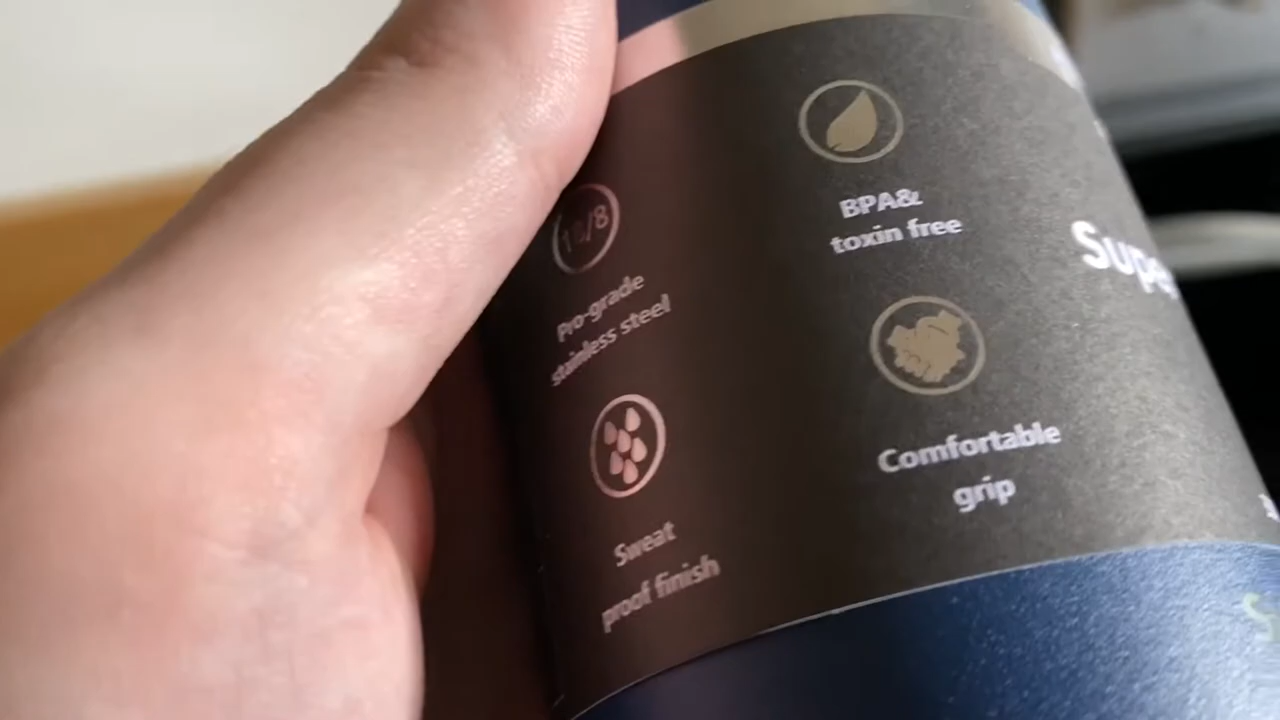 18/8
Pro-grade
stainless steel
BPA&
toxin free
Sweat
proof finish
Comfortable
grip